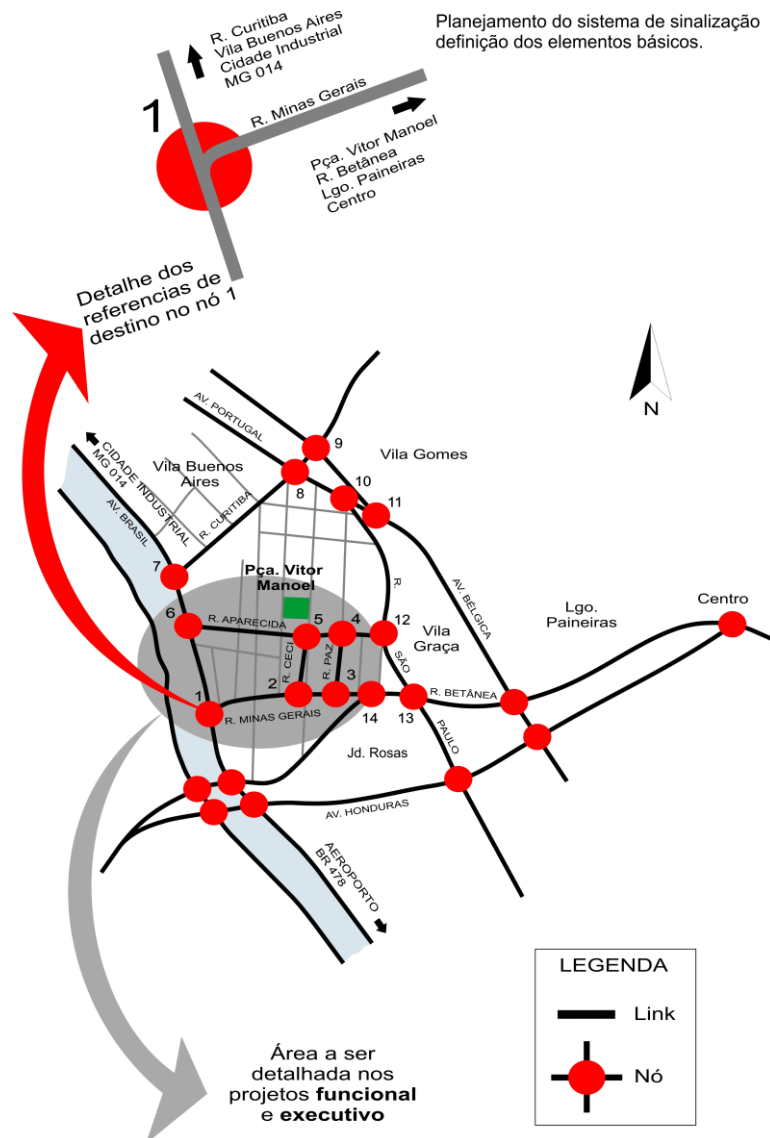 R. Curitiba
Vila Buenos Aires
Cidade Industrial
MG 014
Planejamento do sistema de sinalização
definição dos elementos básicos.
1
R. Minas Gerais
Pça. Vitor Manoel
R. Betânea
Lgo. Paineiras
Centro
Detalhe dos
referencias de
destino no nó 1
N
AV. PORTUGAL
9
Vila Gomes
CIDADE INDUSTRIAL
MG 014
Vila Buenos
Aires
8
10
11
AV. BRASIL
R. CURITIBA
7
Pça. Vitor
Manoel
R. SÃO PAULO
AV. BÉLGICA
Centro
Lgo.
Paineiras
6
R. APARECIDA
5
4
12
Vila
Graça
R. CECI
R. PAZ
1
2
3
R. MINAS GERAIS
14
13
R. BETÂNEA
Jd. Rosas
AV. HONDURAS
AEROPORTO
BR 478
LEGENDA
Link
Nó
Área a ser
detalhada nos
projetos funcional
e executivo